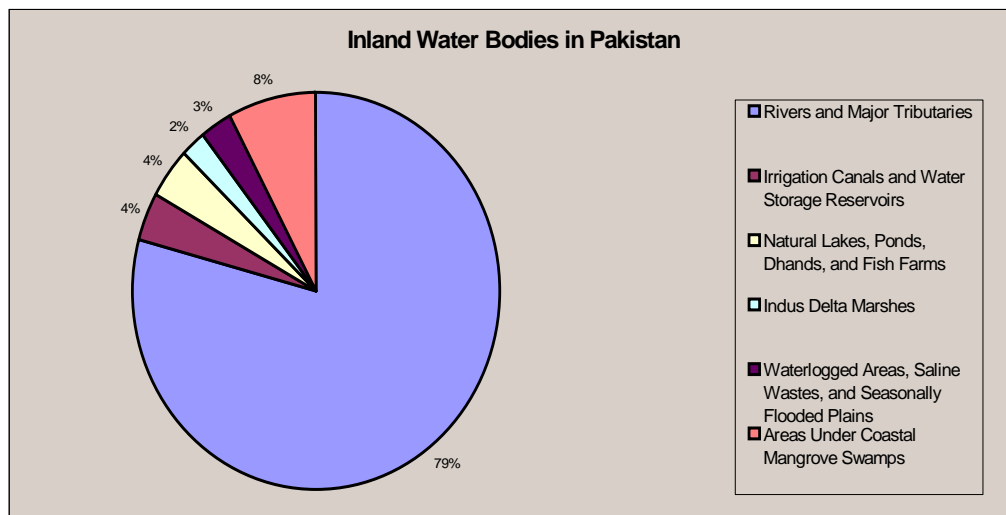 Inland Water Bodies in Pakistan
8%
3%
2%
4%
4%
79%
Rivers and Major Tributaries
Irrigation Canals and Water
Storage Reservoirs
Natural Lakes, Ponds,
Dhands, and Fish Farms
Indus Delta Marshes
Waterlogged Areas, Saline
Wastes, and Seasonally
Flooded Plains
Areas Under Coastal
Mangrove Swamps